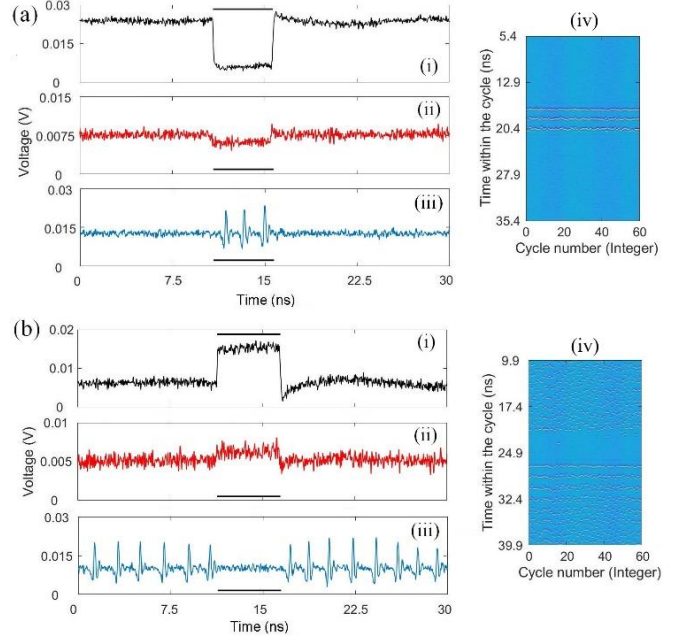 (a)
0.03
0.015
0
(i)
0.015
0.0075
0
(ii)
Voltage (V)
0.03
0.015
0
(iii)
0 7.5 15 22.5 30
Time (ns)
(iv)
5.4
12.9
20.4
27.9
35.4
Time within the cycle (ns)
0 20 40 60
Cycle number (Integer)
(b)
0.02
0.01
0
(i)
0.01
0.005
0
(ii)
Voltage (V)
0.03
0.015
0
(iii)
0 7.5 15 22.5 30
Time (ns)
(iv)
9.9
17.4
24.9
32.4
39.9
Time within the cycle (ns)
0 20 40 60
Cycle number (Integer)